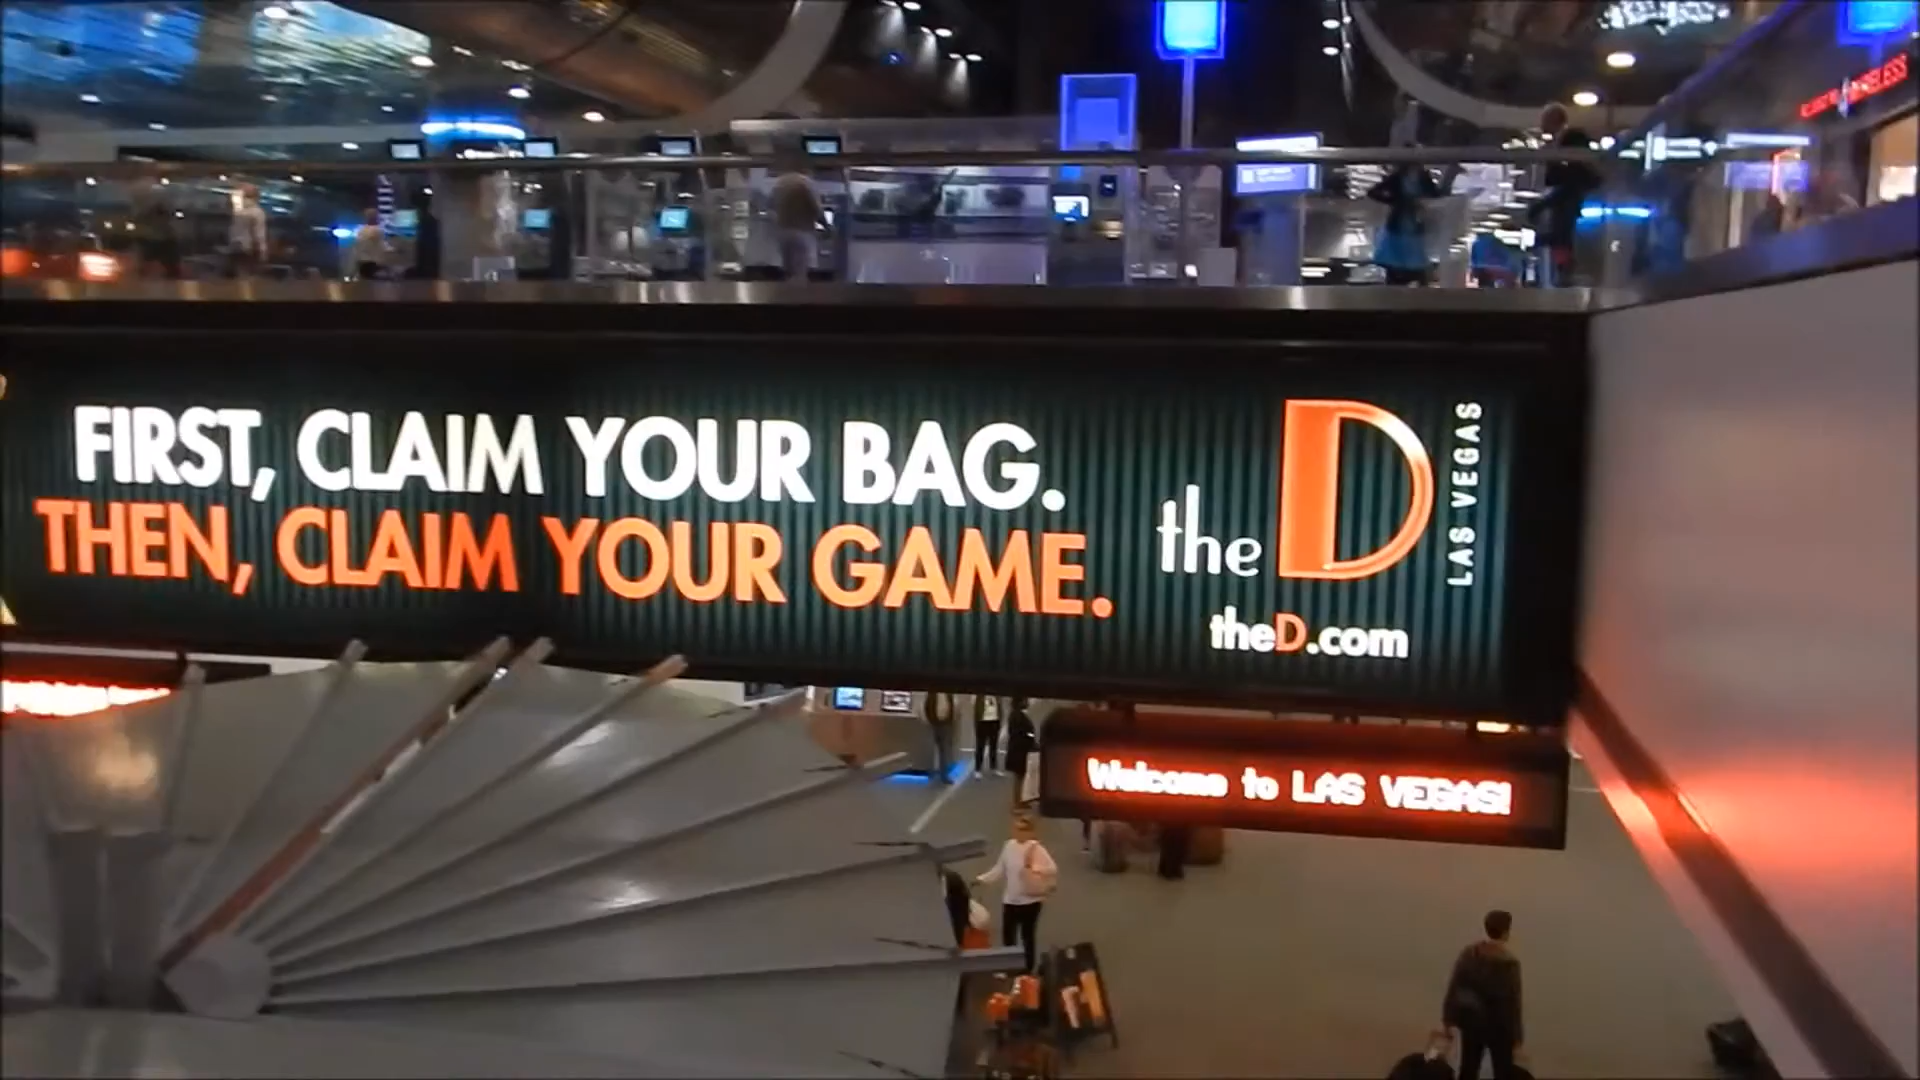 FIRST, CLAIM YOUR BAG.
THEN, CLAIM YOUR GAME.
the D
LAS VEGAS
theD.com
Welcome to LAS VEGAS!